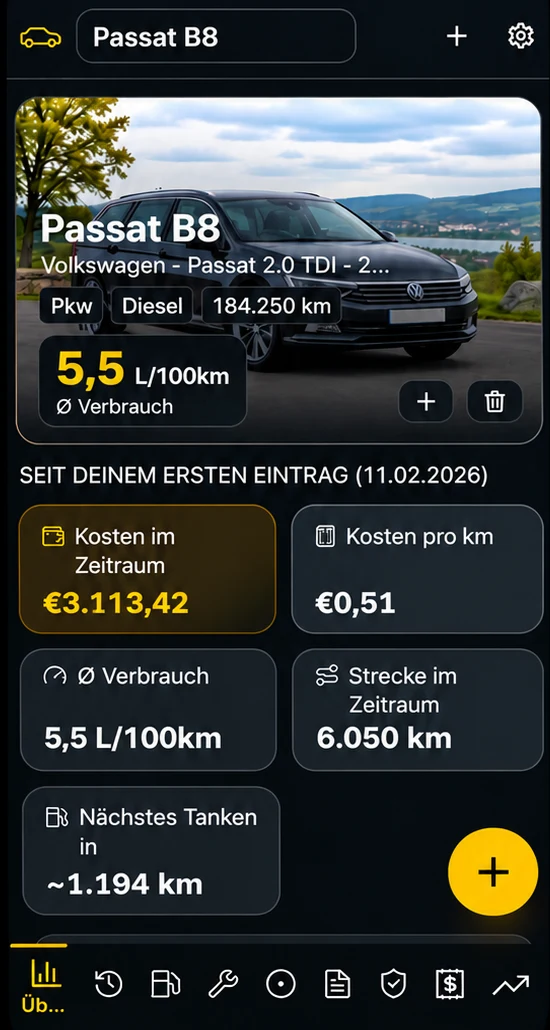 Passat B8
Passat B8
Volkswagen - Passat 2.0 TDI - 2...
Pkw Diesel 184.250 km
5,5 L/100km
Ø Verbrauch
SEIT DEINEM ERSTEN EINTRAG (11.02.2026)
Kosten im
Zeitraum
€3.113,42
Kosten pro km
€0,51
Ø Verbrauch
5,5 L/100km
Strecke im
Zeitraum
6.050 km
Nächstes Tanken
in
~1.194 km
Üb...